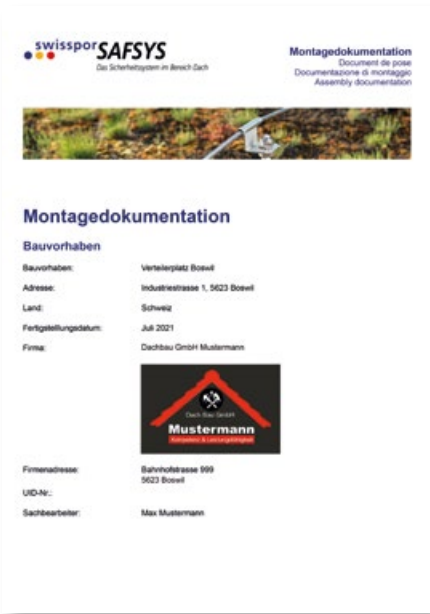 swisspor SAFSYS
Das Sicherheitssystem im Bereich Dach
Montagedokumentation
Document de pose
Documentazione di montaggio
Assembly documentation
Montagedokumentation
Bauvorhaben
Bauvorhaben: Verteilerplatz Boswil
Adresse: Industriestrasse 1, 5623 Boswil
Land: Schweiz
Fertigstellungsdatum: Juli 2021
Firma: Dachbau GmbH Mustermann
Dach Bau GmbH
Mustermann
Kompetenz & Leistungsfähigkeit
Firmenadresse: Bahnhofstrasse 999
5623 Boswil
UID-Nr.:
Sachbearbeiter: Max Mustermann